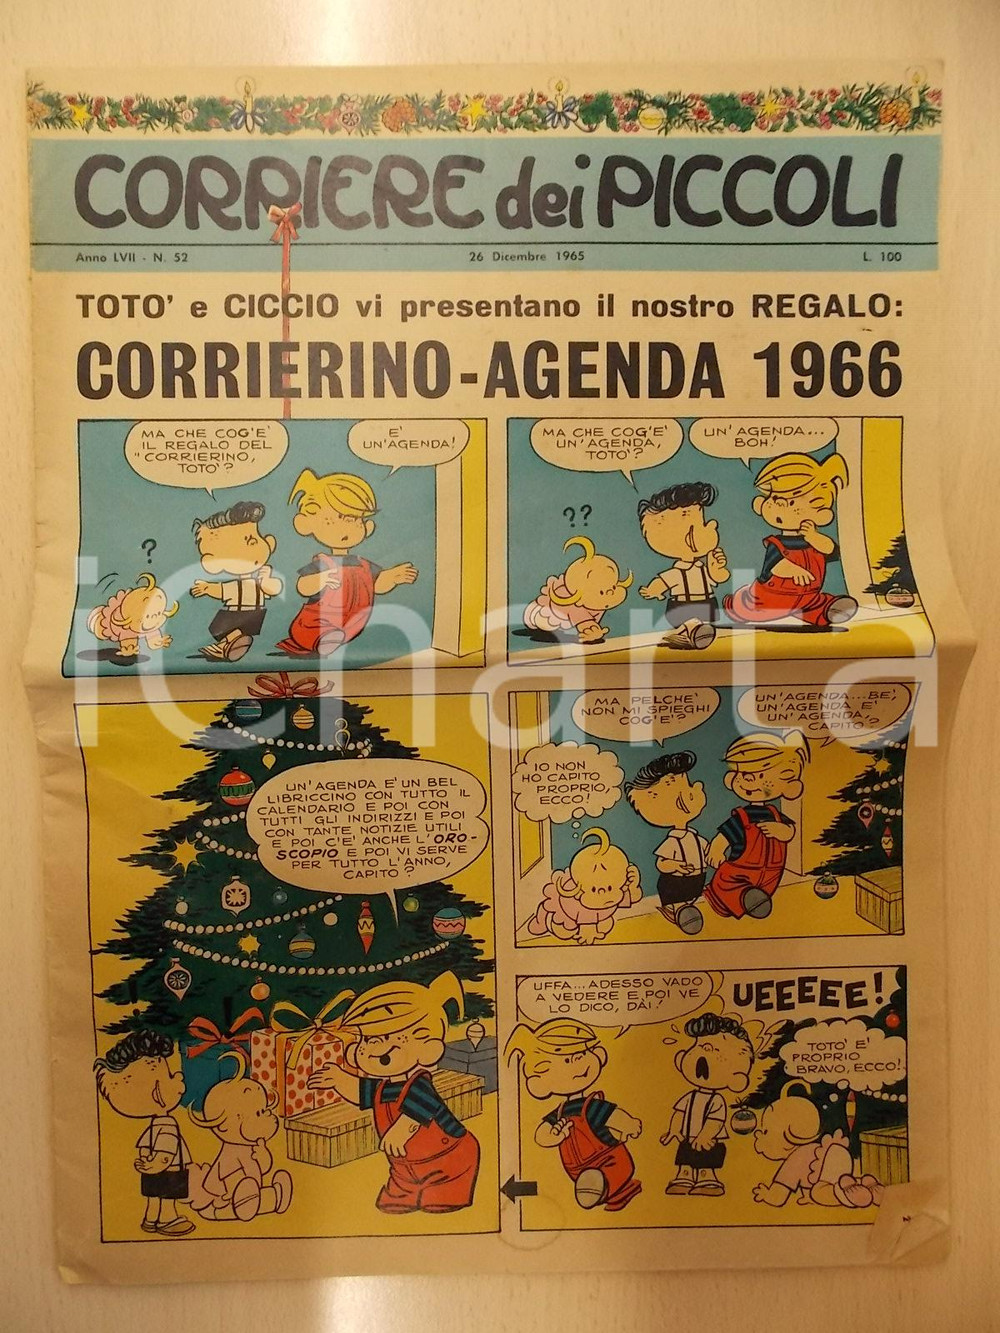 CORRIERE dei PICCOLI
Anno LVII - N. 52 26 Dicembre 1965 L. 100
TOTO' e CICCIO vi presentano il nostro REGALO:
CORRIERINO-AGENDA 1966
MA CHE COG'E'
IL REGALO DEL
"CORRIERINO,
TOTO'?
E'
UN'AGENDA!
?
MA CHE COG'E'
UN'AGENDA,
TOTO'?
UN'AGENDA...
BOH!
??
MA PELCHE'
NON MI SPIEGHI
COG'E'?
UN'AGENDA...BE',
UN'AGENDA E'
UN'AGENDA,
CAPITO?
IO NON
HO CAPITO
PROPRIO,
ECCO!
UFFA...ADESSO VADO
A VEDERE E POI VE
LO DICO, DAI!
UEEEEE!
TOTO' E'
PROPRIO
BRAVO, ECCO!
UN'AGENDA E' UN BEL
LIBRICCINO CON TUTTO IL
CALENDARIO E POI CON
TUTTI GLI INDIRIZZI E POI
CON TANTE NOTIZIE UTILI
E POI C'E' ANCHE L'ORO-
SCOPIO E POI VI SERVE
PER TUTTO L'ANNO,
CAPITO?
iCharta